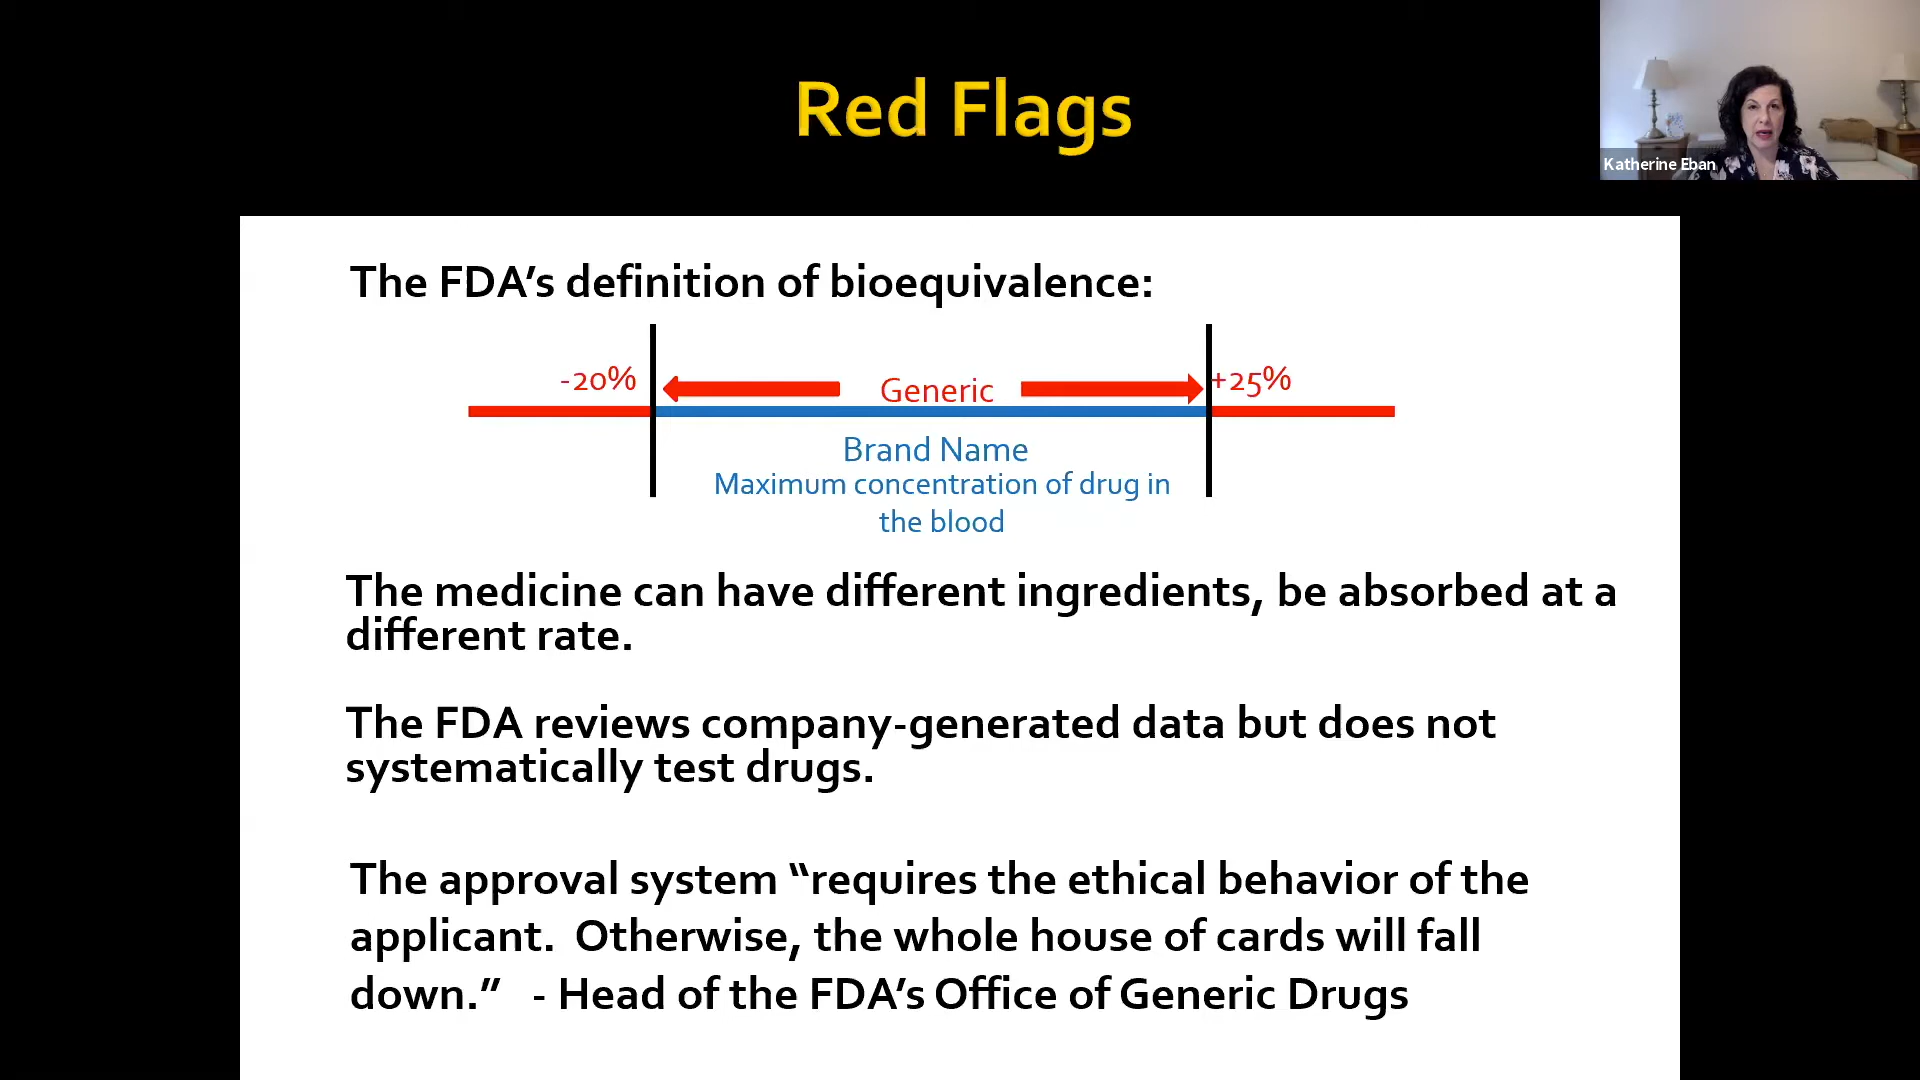 Red Flags
Katherine Eban
The FDA’s definition of bioequivalence:
-20%
Generic
+25%
Brand Name
Maximum concentration of drug in
the blood
The medicine can have different ingredients, be absorbed at a
different rate.
The FDA reviews company-generated data but does not
systematically test drugs.
The approval system “requires the ethical behavior of the
applicant.  Otherwise, the whole house of cards will fall
down.”   - Head of the FDA’s Office of Generic Drugs